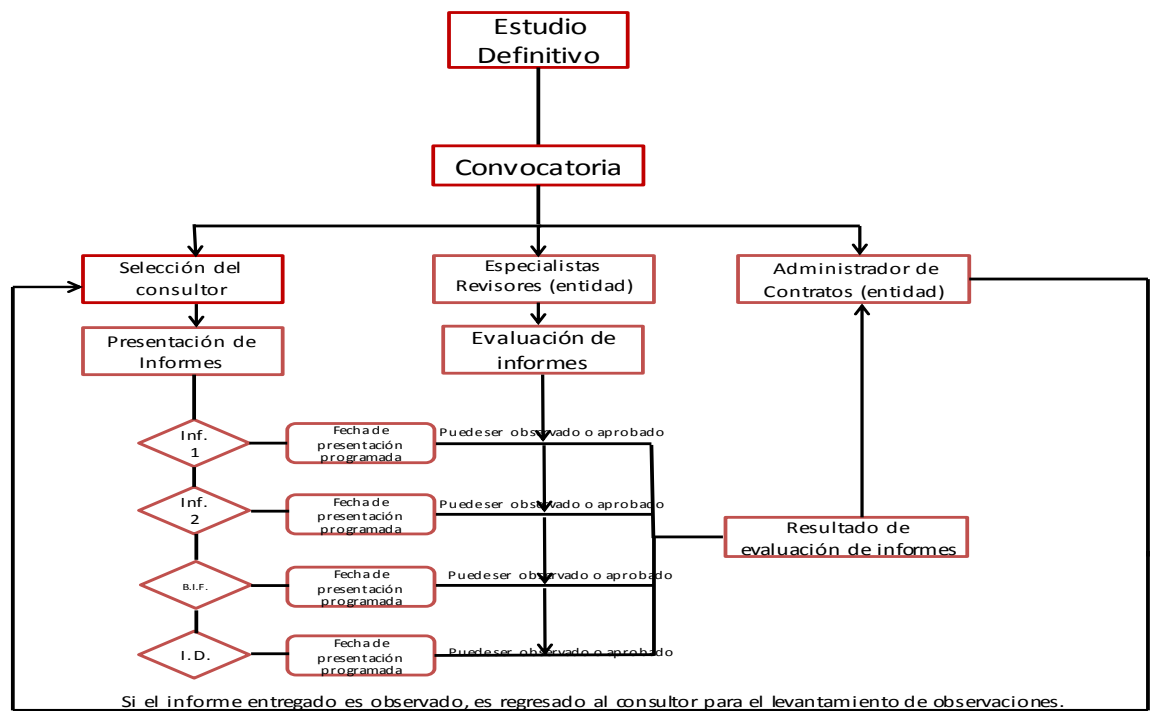 Estudio
Definitivo
Convocatoria
Selección del
consultor
Especialistas
Revisores (entidad)
Administrador de
Contratos (entidad)
Presentación de
Informes
Evaluación de
informes
Inf.
1
Fecha de
presentación
programada
Puede ser observado o aprobado
Inf.
2
Fecha de
presentación
programada
Puede ser observado o aprobado
Resultado de
evaluación de informes
B.I.F.
Fecha de
presentación
programada
Puede ser observado o aprobado
I.D.
Fecha de
presentación
programada
Puede ser observado o aprobado
Si el informe entregado es observado, es regresado al consultor para el levantamiento de observaciones.